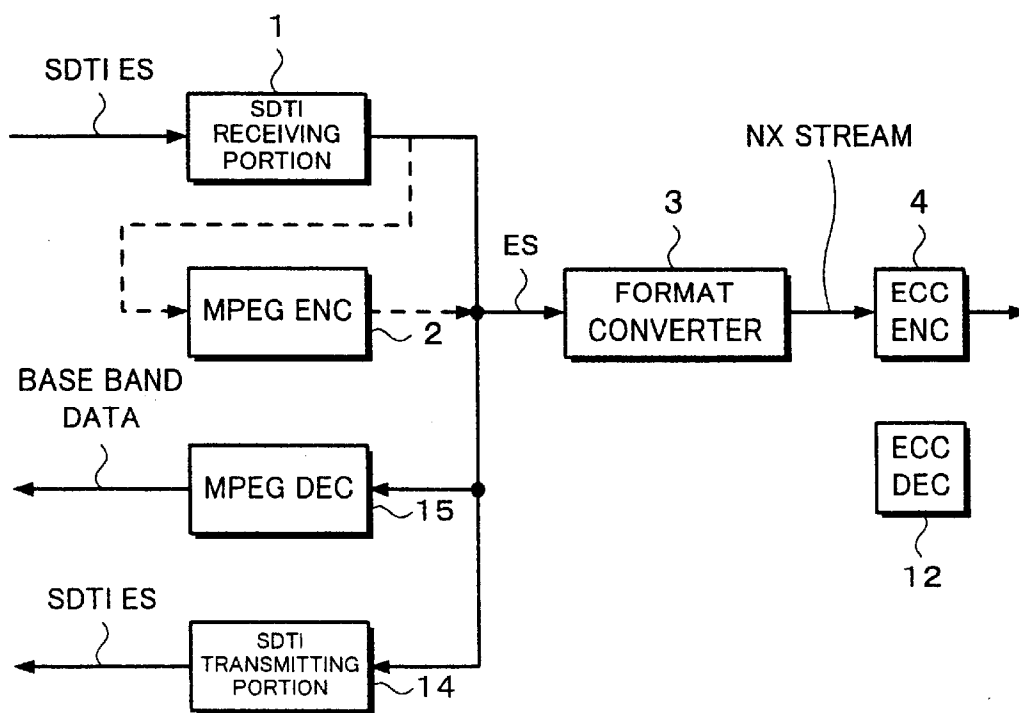 1
SDTI ES
SDTI
RECEIVING
PORTION
NX STREAM
3
4
ES
MPEG ENC
2
FORMAT
CONVERTER
ECC
ENC
BASE BAND
DATA
MPEG DEC
15
ECC
DEC
12
SDTI ES
SDTI
TRANSMITTING
PORTION
14